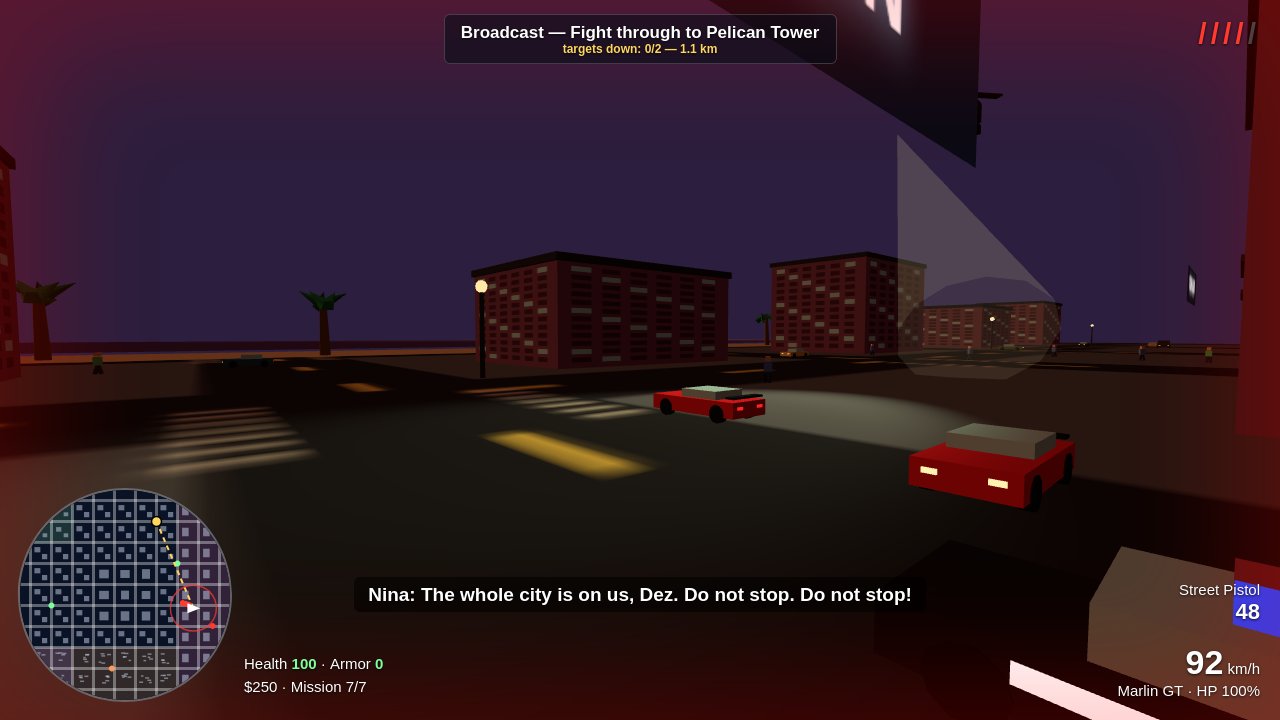 Broadcast — Fight through to Pelican Tower
targets down: 0/2 — 1.1 km
Nina: The whole city is on us, Dez. Do not stop. Do not stop!
Street Pistol
48
Health 100 · Armor 0
$250 · Mission 7/7
92 km/h
Marlin GT · HP 100%